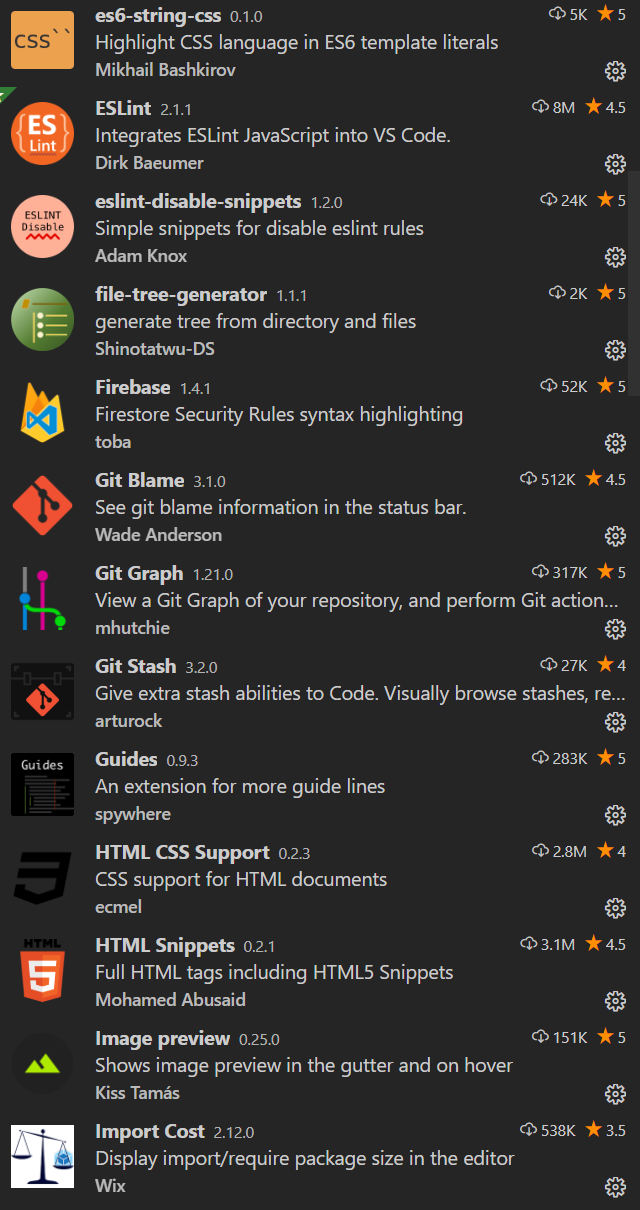 css``
es6-string-css 0.1.0 5K ★ 5
Highlight CSS language in ES6 template literals
Mikhail Bashkirov
{ES}
Lint
ESLint 2.1.1 8M ★ 4.5
Integrates ESLint JavaScript into VS Code.
Dirk Baeumer
ESLINT
Disable
eslint-disable-snippets 1.2.0 24K ★ 5
Simple snippets for disable eslint rules
Adam Knox
file-tree-generator 1.1.1 2K ★ 5
generate tree from directory and files
Shinotatwu-DS
Firebase 1.4.1 52K ★ 5
Firestore Security Rules syntax highlighting
toba
Git Blame 3.1.0 512K ★ 4.5
See git blame information in the status bar.
Wade Anderson
Git Graph 1.21.0 317K ★ 5
View a Git Graph of your repository, and perform Git action...
mhutchie
Git Stash 3.2.0 27K ★ 4
Give extra stash abilities to Code. Visually browse stashes, re...
arturock
Guides
Guides 0.9.3 283K ★ 5
An extension for more guide lines
spywhere
HTML CSS Support 0.2.3 2.8M ★ 4
CSS support for HTML documents
ecmel
HTML
5
HTML Snippets 0.2.1 3.1M ★ 4.5
Full HTML tags including HTML5 Snippets
Mohamed Abusaid
Image preview 0.25.0 151K ★ 5
Shows image preview in the gutter and on hover
Kiss Tamás
Import Cost 2.12.0 538K ★ 3.5
Display import/require package size in the editor
Wix